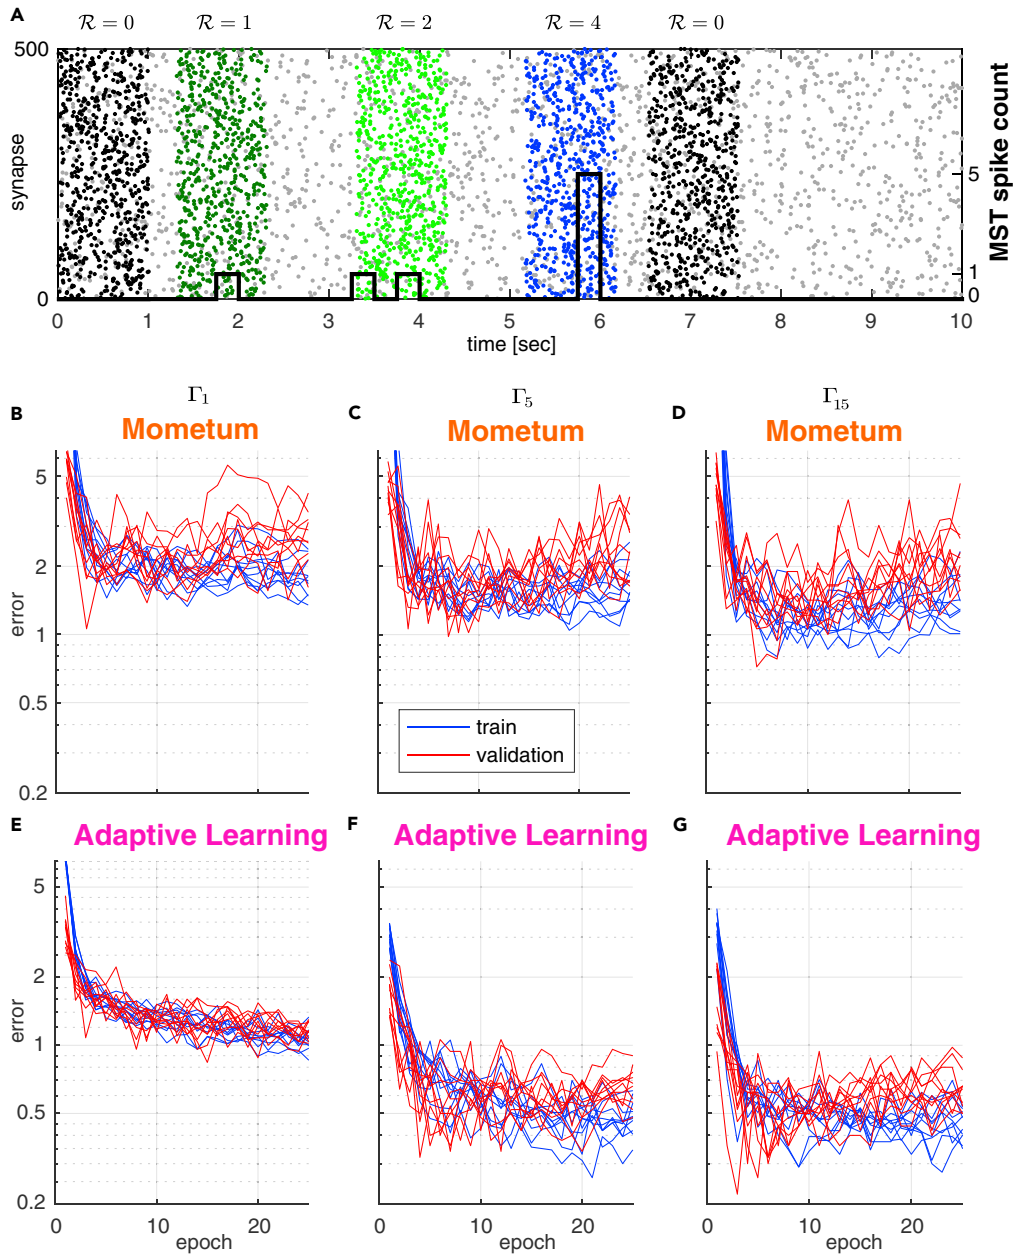 A
R = 0
R = 1
R = 2
R = 4
R = 0
500
0
synapse
5
1
0
MST spike count
0 1 2 3 4 5 6 7 8 9 10
time [sec]
B
Γ1
Mometum
C
Γ5
Mometum
D
Γ15
Mometum
5
2
1
0.5
0.2
error
train
validation
E
Adaptive Learning
F
Adaptive Learning
G
Adaptive Learning
5
2
1
0.5
0.2
error
0 10 20
epoch
0 10 20
epoch
0 10 20
epoch